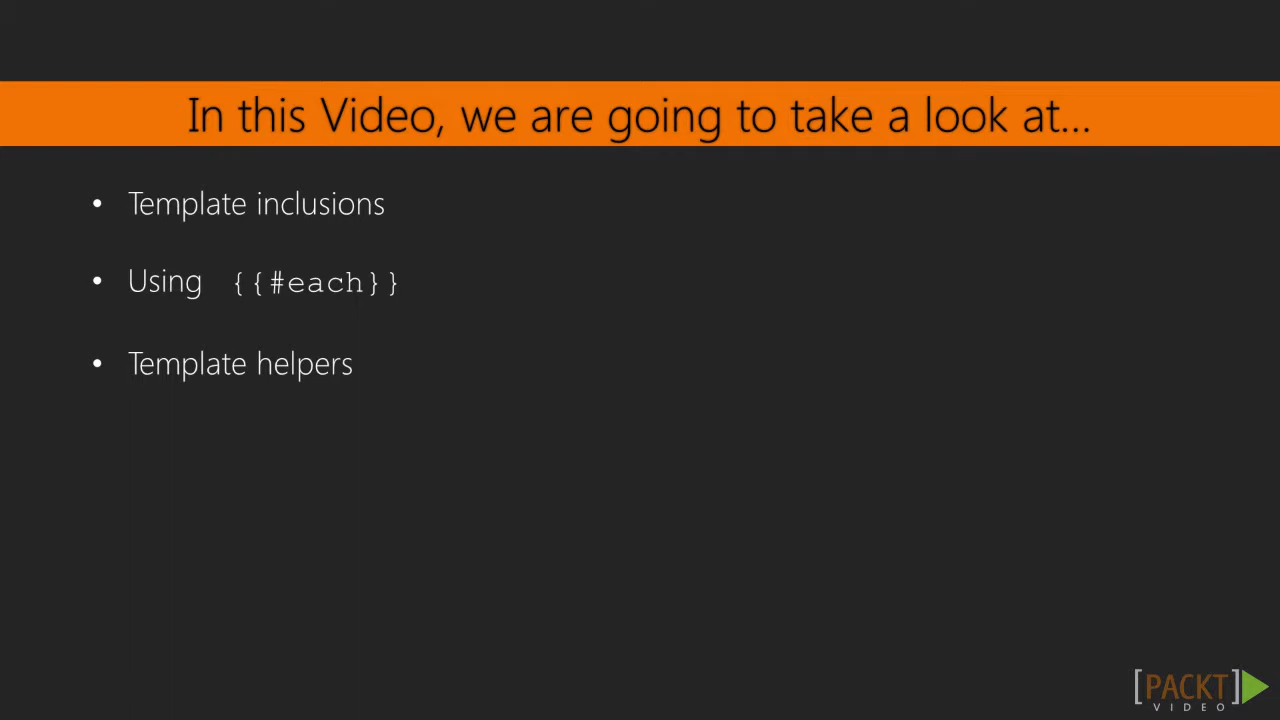 In this Video, we are going to take a look at...
• Template inclusions
• Using {{#each}}
• Template helpers
[PACKT]
VIDEO